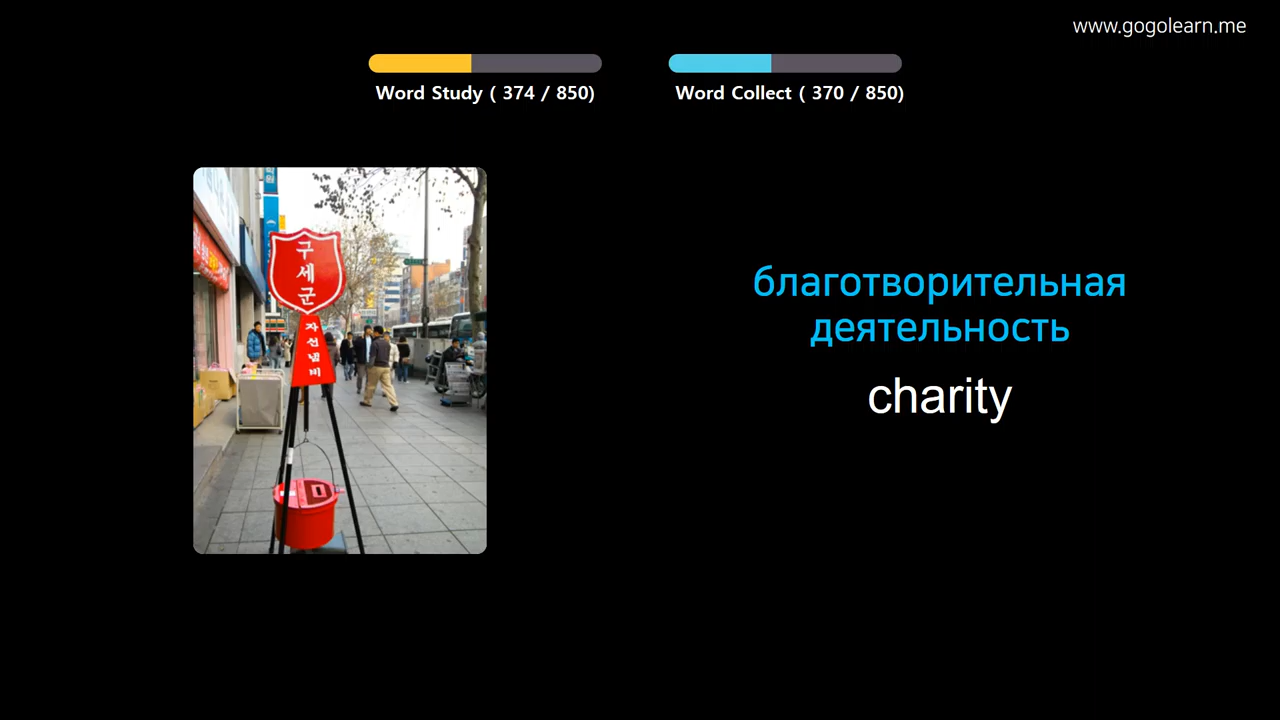 www.gogolearn.me
Word Study ( 374 / 850)
Word Collect ( 370 / 850)
구
세
군
자
선
냄
비
благотворительная
деятельность
charity